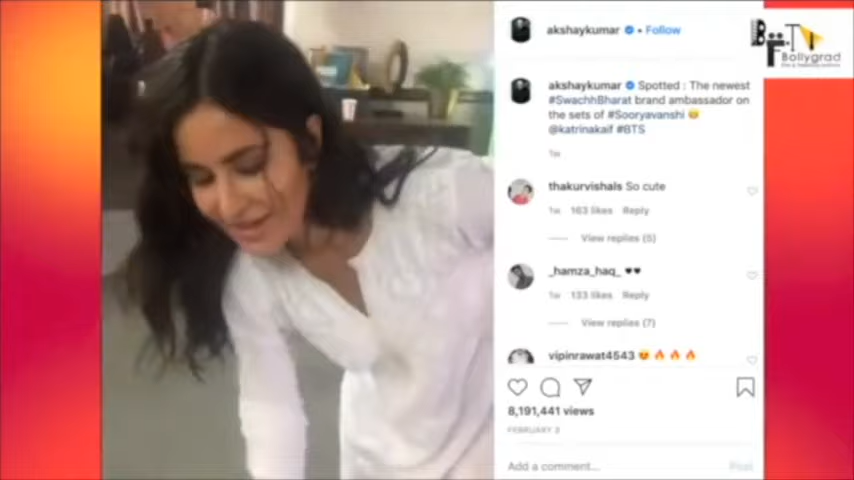 akshaykumar • Follow
Bollygrad
akshaykumar Spotted : The newest
#SwachhBharat brand ambassador on
the sets of #Sooryavanshi 😄
@katrinakaif #BTS
1w
thakurvishals So cute
1w 163 likes Reply
View replies (5)
_hamza_haq_ ♥♥
1w 133 likes Reply
View replies (7)
vipinrawat4543 😍🔥🔥🔥
8,191,441 views
FEBRUARY 3
Add a comment...
Post